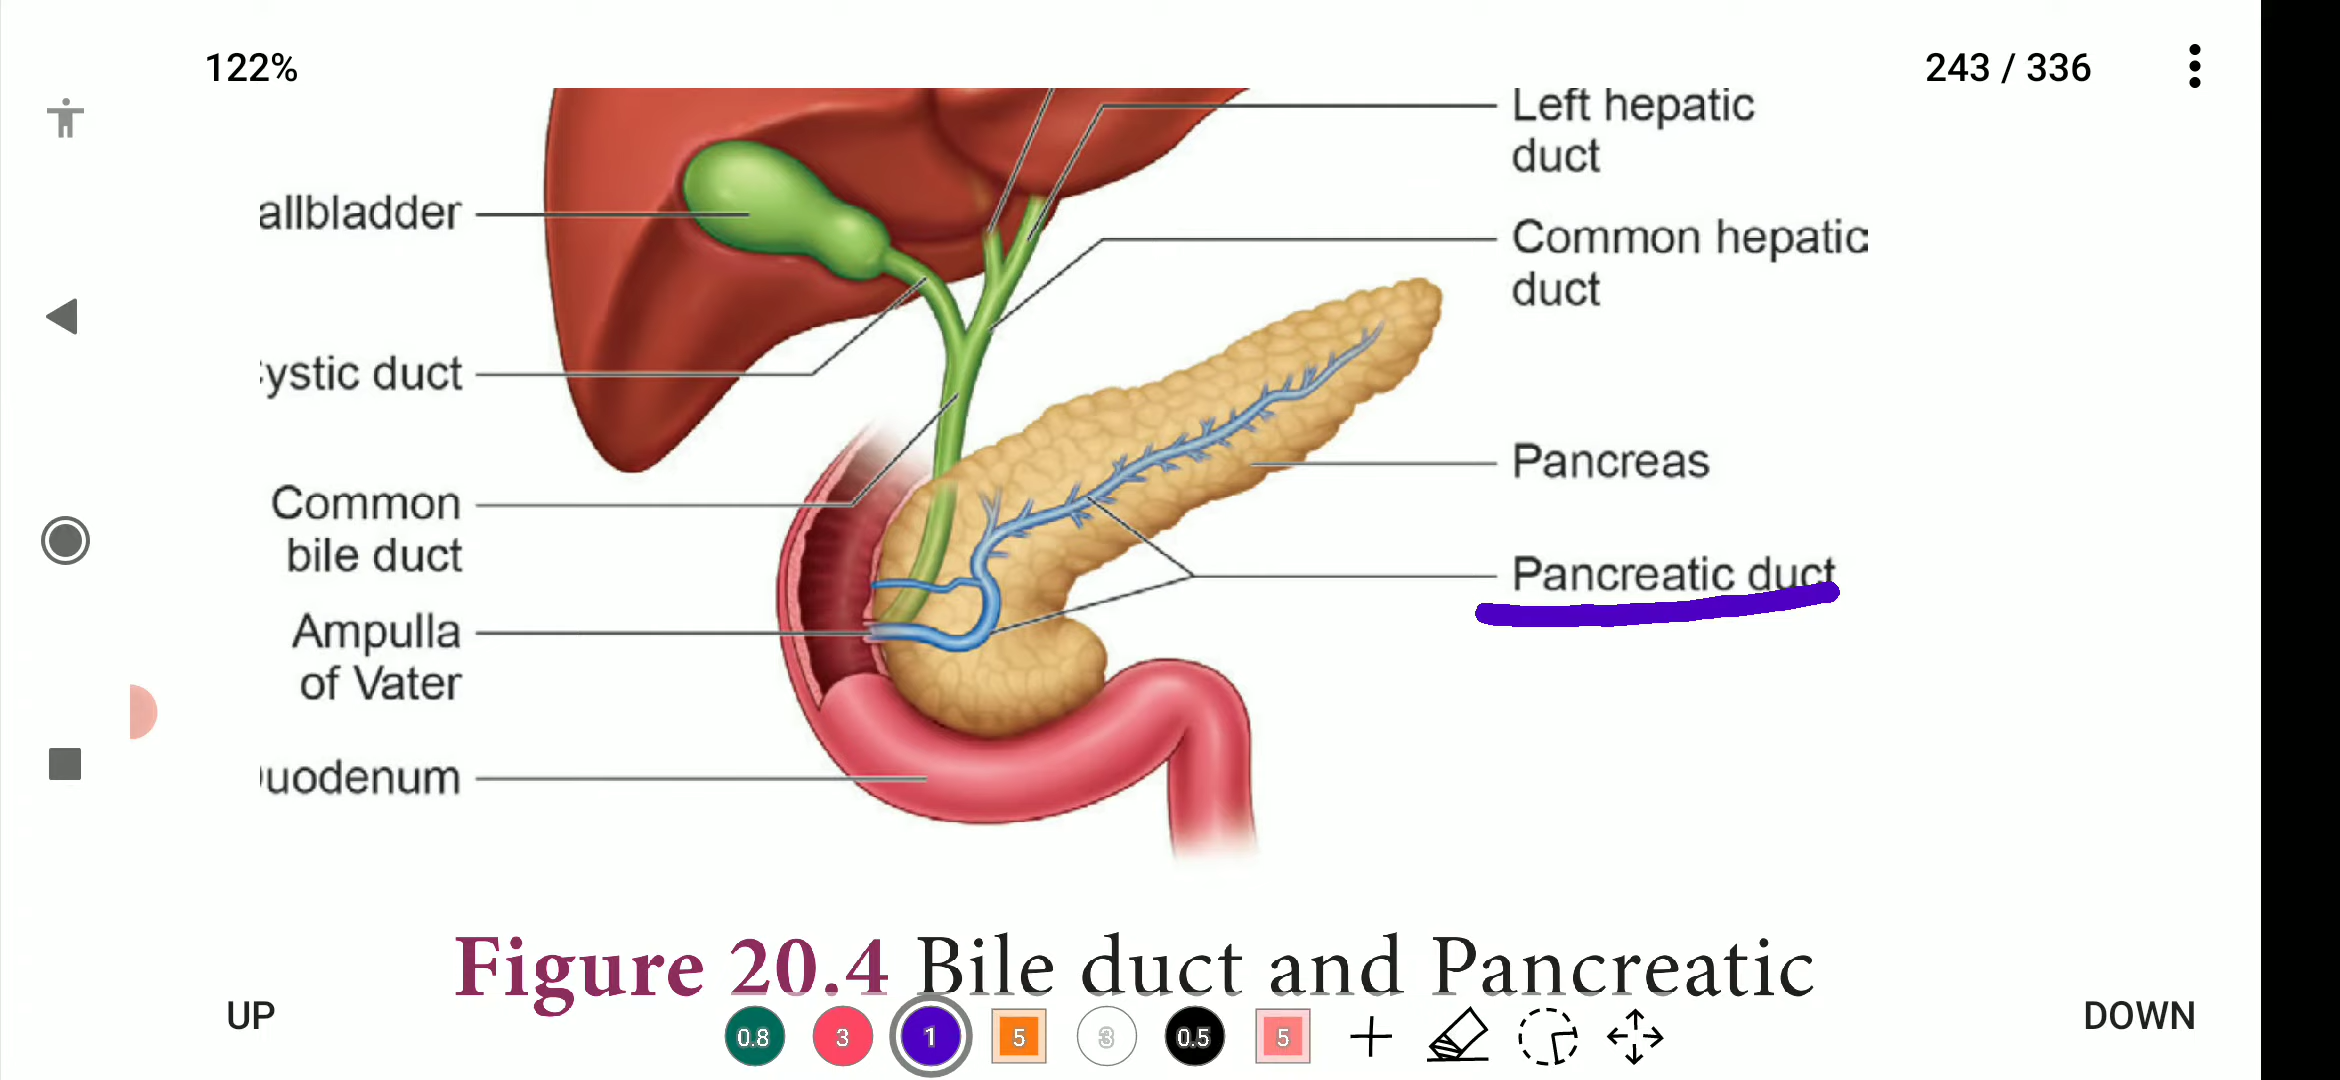 122%
243 / 336
Left hepatic
duct
allbladder
Common hepatic
duct
ystic duct
Pancreas
Common
bile duct
Pancreatic duct
Ampulla
of Vater
uodenum
Figure 20.4 Bile duct and Pancreatic
UP
DOWN
0.8 3 1 5 3 0.5 5